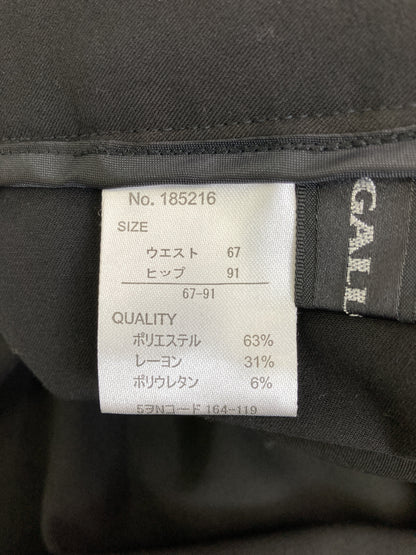 No. 185216
SIZE
ウエスト 67
ヒップ 91
67-91
QUALITY
ポリエステル 63%
レーヨン 31%
ポリウレタン 6%
5ヲNコード 164-119
GALL